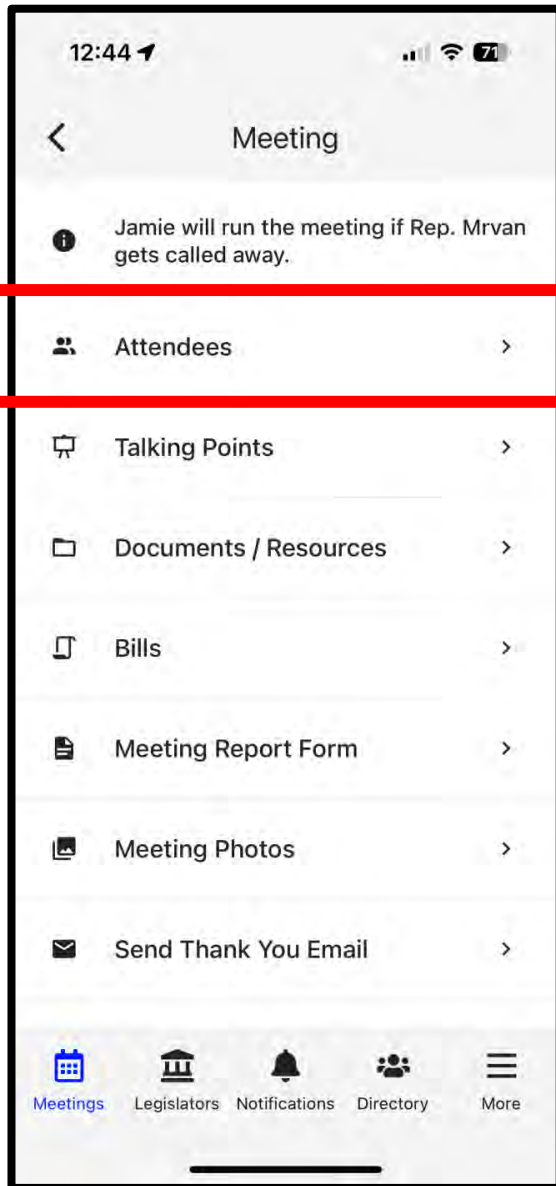 12:44
71
Meeting
Jamie will run the meeting if Rep. Mrvan
gets called away.
Attendees
Talking Points
Documents / Resources
Bills
Meeting Report Form
Meeting Photos
Send Thank You Email
Meetings Legislators Notifications Directory More